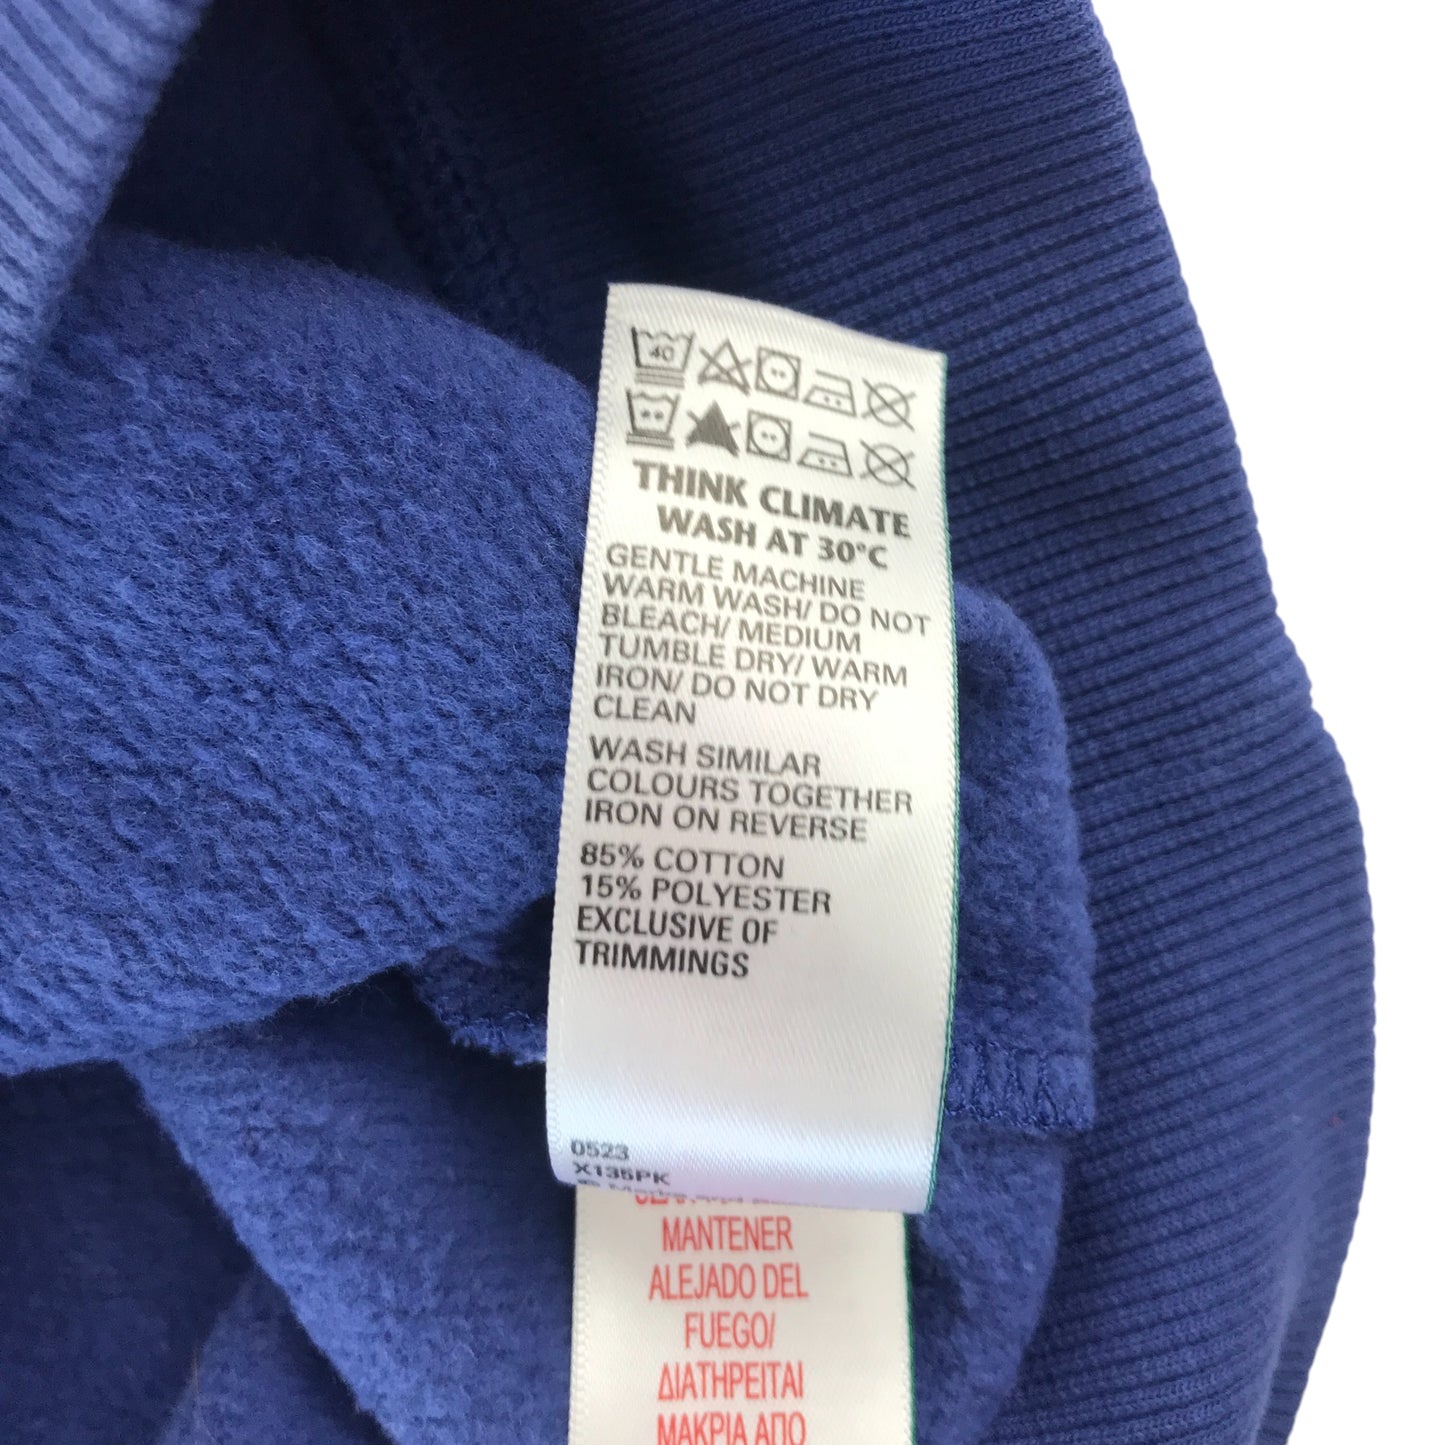 40
THINK CLIMATE
WASH AT 30°C
GENTLE MACHINE
WARM WASH/ DO NOT
BLEACH/ MEDIUM
TUMBLE DRY/ WARM
IRON/ DO NOT DRY
CLEAN
WASH SIMILAR
COLOURS TOGETHER
IRON ON REVERSE
85% COTTON
15% POLYESTER
EXCLUSIVE OF
TRIMMINGS
0523
X135PK
MANTENER
ALEJADO DEL
FUEGO/
ΔΙΑΤΗΡΕΙΤΑΙ
ΜΑΚΡΙΑ ΑΠΟ